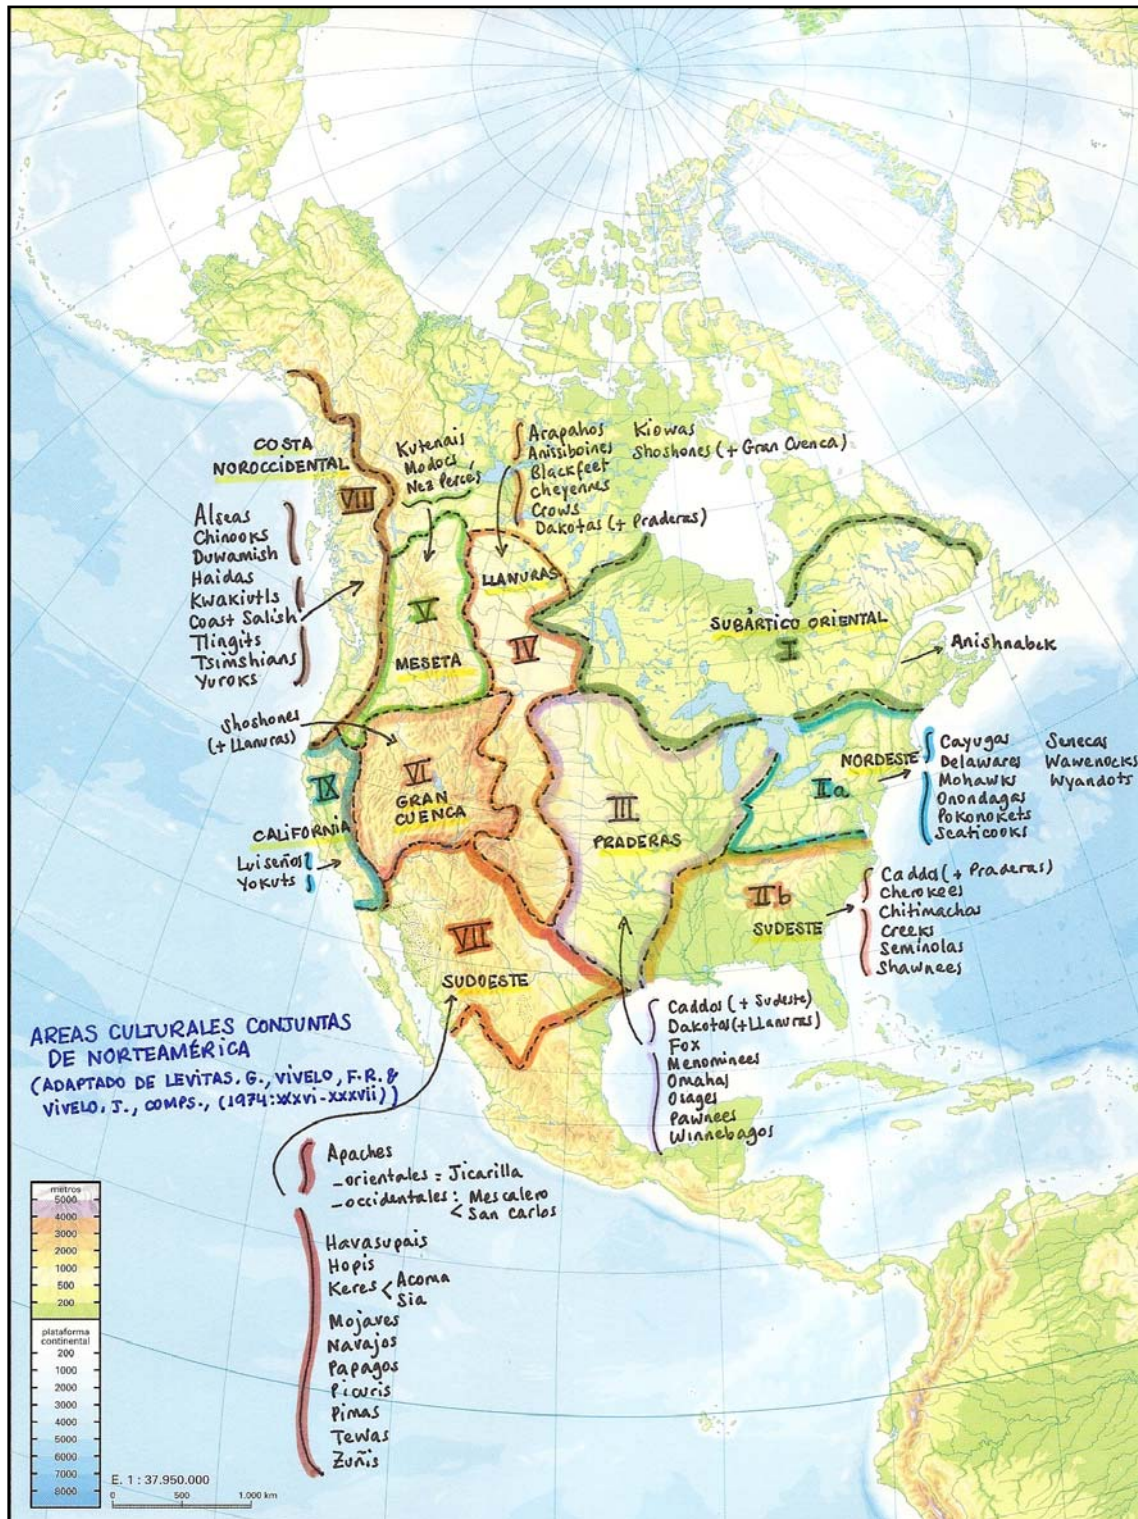 COSTA
NOROCCIDENTAL
VIII
Alseas
Chinooks
Duwamish
Haidas
Kwakiutls
Coast Salish
Tlingits
Tsimshians
Yuroks
Kutenais
Modocs
Nez Percés
V
MESETA
Arapahos
Anissiboines
Blackfeet
Cheyennes
Crows
Dakotas (+ Praderas)
Kiowas
Shoshones (+ Gran Cuenca)
LLANURAS
IV
SUBÁRTICO ORIENTAL
I
Anishnabek
NORDESTE
IIa
Cayugas
Delawares
Mohawks
Onondagas
Pokonokets
Scaticooks
Senecas
Wawenocks
Wyandots
Shoshones
(+ Llanuras)
VI
GRAN
CUENCA
IX
CALIFORNIA
Luiseños
Yokuts
III
PRADERAS
IIb
SUDESTE
Caddos (+ Praderas)
Cherokees
Chitimachas
Creeks
Semínolas
Shawnees
VII
SUDOESTE
Caddos (+ Sudeste)
Dakotas (+Llanuras)
Fox
Menominees
Omahas
Osages
Pawnees
Winnebagos
AREAS CULTURALES CONJUNTAS
DE NORTEAMÉRICA
(ADAPTADO DE LEVITAS. G., VIVELO, F.R. &
VIVELO. J., COMPS., (1974:XXXVI-XXXVII))
Apaches
-orientales = Jicarilla
-occidentales : Mescalero
< San Carlos
Havasupais
Hopis
Keres < Acoma
Sia
Mojaves
Navajos
Papagos
Picuris
Pimas
Tewas
Zuñis
metros
5000
4000
3000
2000
1000
500
200
plataforma
continental
200
1000
2000
3000
4000
5000
6000
7000
8000
E. 1 : 37.950.000
0 500 1.000 km